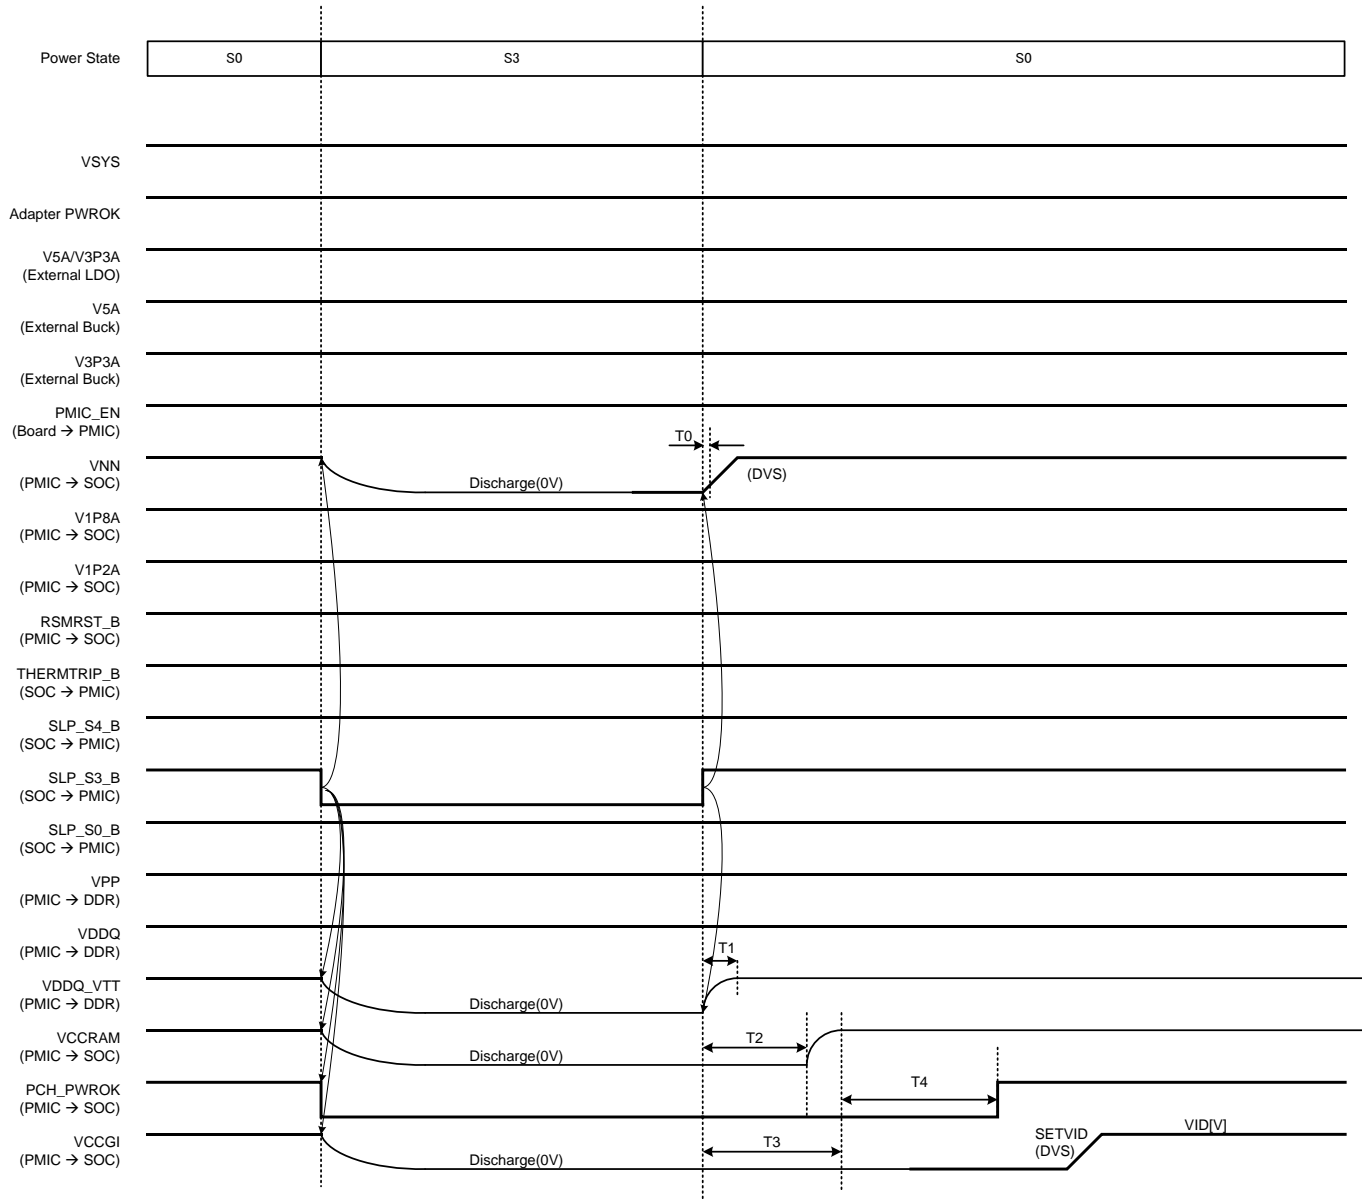 Power State
S0
S3
S0
VSYS
Adapter PWROK
V5A/V3P3A
(External LDO)
V5A
(External Buck)
V3P3A
(External Buck)
PMIC_EN
(Board → PMIC)
T0
VNN
(PMIC → SOC)
Discharge(0V)
(DVS)
V1P8A
(PMIC → SOC)
V1P2A
(PMIC → SOC)
RSMRST_B
(PMIC → SOC)
THERMTRIP_B
(SOC → PMIC)
SLP_S4_B
(SOC → PMIC)
SLP_S3_B
(SOC → PMIC)
SLP_S0_B
(SOC → PMIC)
VPP
(PMIC → DDR)
VDDQ
(PMIC → DDR)
T1
VDDQ_VTT
(PMIC → DDR)
Discharge(0V)
VCCRAM
(PMIC → SOC)
Discharge(0V)
T2
PCH_PWROK
(PMIC → SOC)
T4
VCCGI
(PMIC → SOC)
Discharge(0V)
T3
SETVID
(DVS)
VID[V]